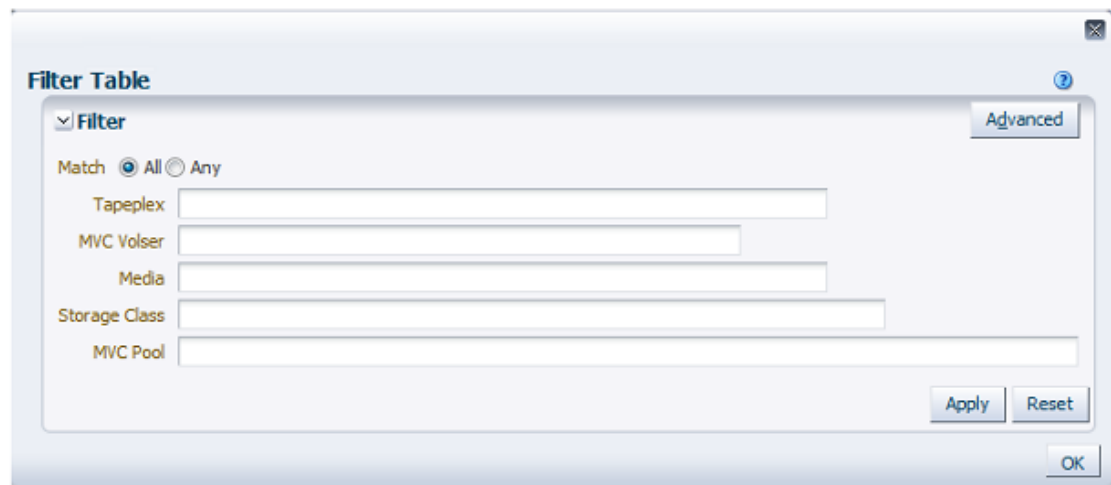 Filter Table
Filter
Advanced
Match All Any
Tapeplex
MVC Volser
Media
Storage Class
MVC Pool
Apply Reset
OK